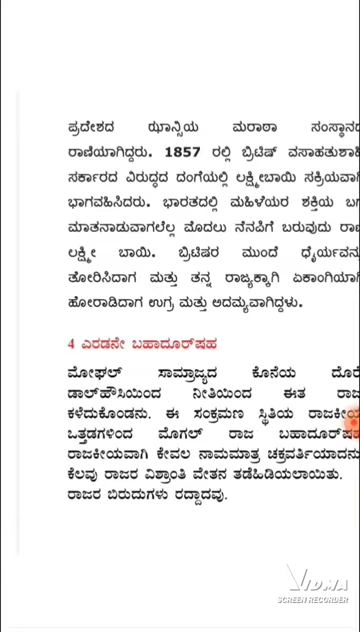 ಪ್ರದೇಶದ ಝಾನ್ಸಿಯ ಮರಾಠಾ ಸಂಸ್ಥಾನದ
ರಾಣಿಯಾಗಿದ್ದರು. 1857 ರಲ್ಲಿ ಬ್ರಿಟಿಷ್ ವಸಾಹತುಶಾಹಿ
ಸರ್ಕಾರದ ವಿರುದ್ಧದ ದಂಗೆಯಲ್ಲಿ ಲಕ್ಷ್ಮೀಬಾಯಿ ಸಕ್ರಿಯವಾಗಿ
ಭಾಗವಹಿಸಿದರು. ಭಾರತದಲ್ಲಿ ಮಹಿಳೆಯರ ಶಕ್ತಿಯ
ಮಾತನಾಡುವಾಗಲೆಲ್ಲ ಮೊದಲು ನೆನಪಿಗೆ ಬರುವುದು
ಲಕ್ಷ್ಮೀ ಬಾಯಿ. ಬ್ರಿಟಿಷರ ಮುಂದೆ
ತೋರಿಸಿದಾಗ ಮತ್ತು ತನ್ನ ರಾಜ್ಯಕ್ಕಾಗಿ
ಹೋರಾಡಿದಾಗ ಉಗ್ರ ಮತ್ತು ಅದಮ್ಯವಾಗಿದ್ದಳು.
4 ಎರಡನೇ ಬಹಾದೂರ್‌ಷಹ
ಮೋಘಲ್ ಸಾಮ್ರಾಜ್ಯದ ಕೊನೆಯ ದೊರೆ
ಡಾಲ್‌ಹೌಸಿಯಿಂದ ನೀತಿಯಿಂದ ಈತ ರಾಜ
ಕಳೆದುಕೊಂಡನು. ಈ ಸಂಕ್ರಮಣ ಸ್ಥಿತಿಯ ರಾಜಕೀಯ
ಒತ್ತಡಗಳಿಂದ ಮೊಗಲ್ ರಾಜ ಬಹಾದೂರ್‌ಷಹ
ರಾಜಕೀಯವಾಗಿ ಕೇವಲ ನಾಮಮಾತ್ರ ಚಕ್ರವರ್ತಿಯಾದನು
ಕೆಲವು ರಾಜರ ವಿಶ್ರಾಂತಿ ವೇತನ ತಡೆಹಿಡಿಯಲಾಯಿತು.
ರಾಜರ ಬಿರುದುಗಳು ರದ್ದಾದವು.
VIDMA
SCREEN RECORDER